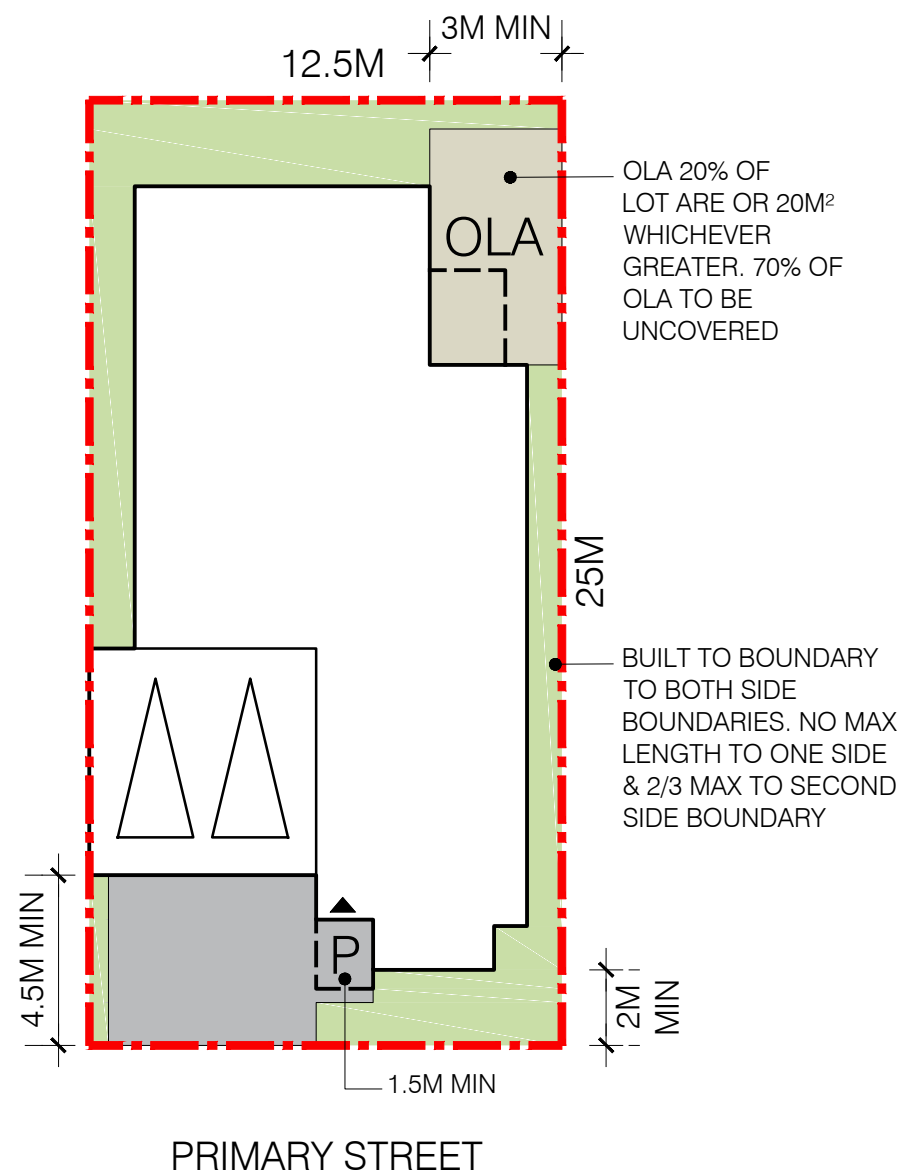 3M MIN
12.5M
OLA 20% OF
LOT ARE OR 20M²
WHICHEVER
GREATER. 70% OF
OLA TO BE
UNCOVERED
OLA
25M
BUILT TO BOUNDARY
TO BOTH SIDE
BOUNDARIES. NO MAX
LENGTH TO ONE SIDE
& 2/3 MAX TO SECOND
SIDE BOUNDARY
4.5M MIN
P
2M
MIN
1.5M MIN
PRIMARY STREET